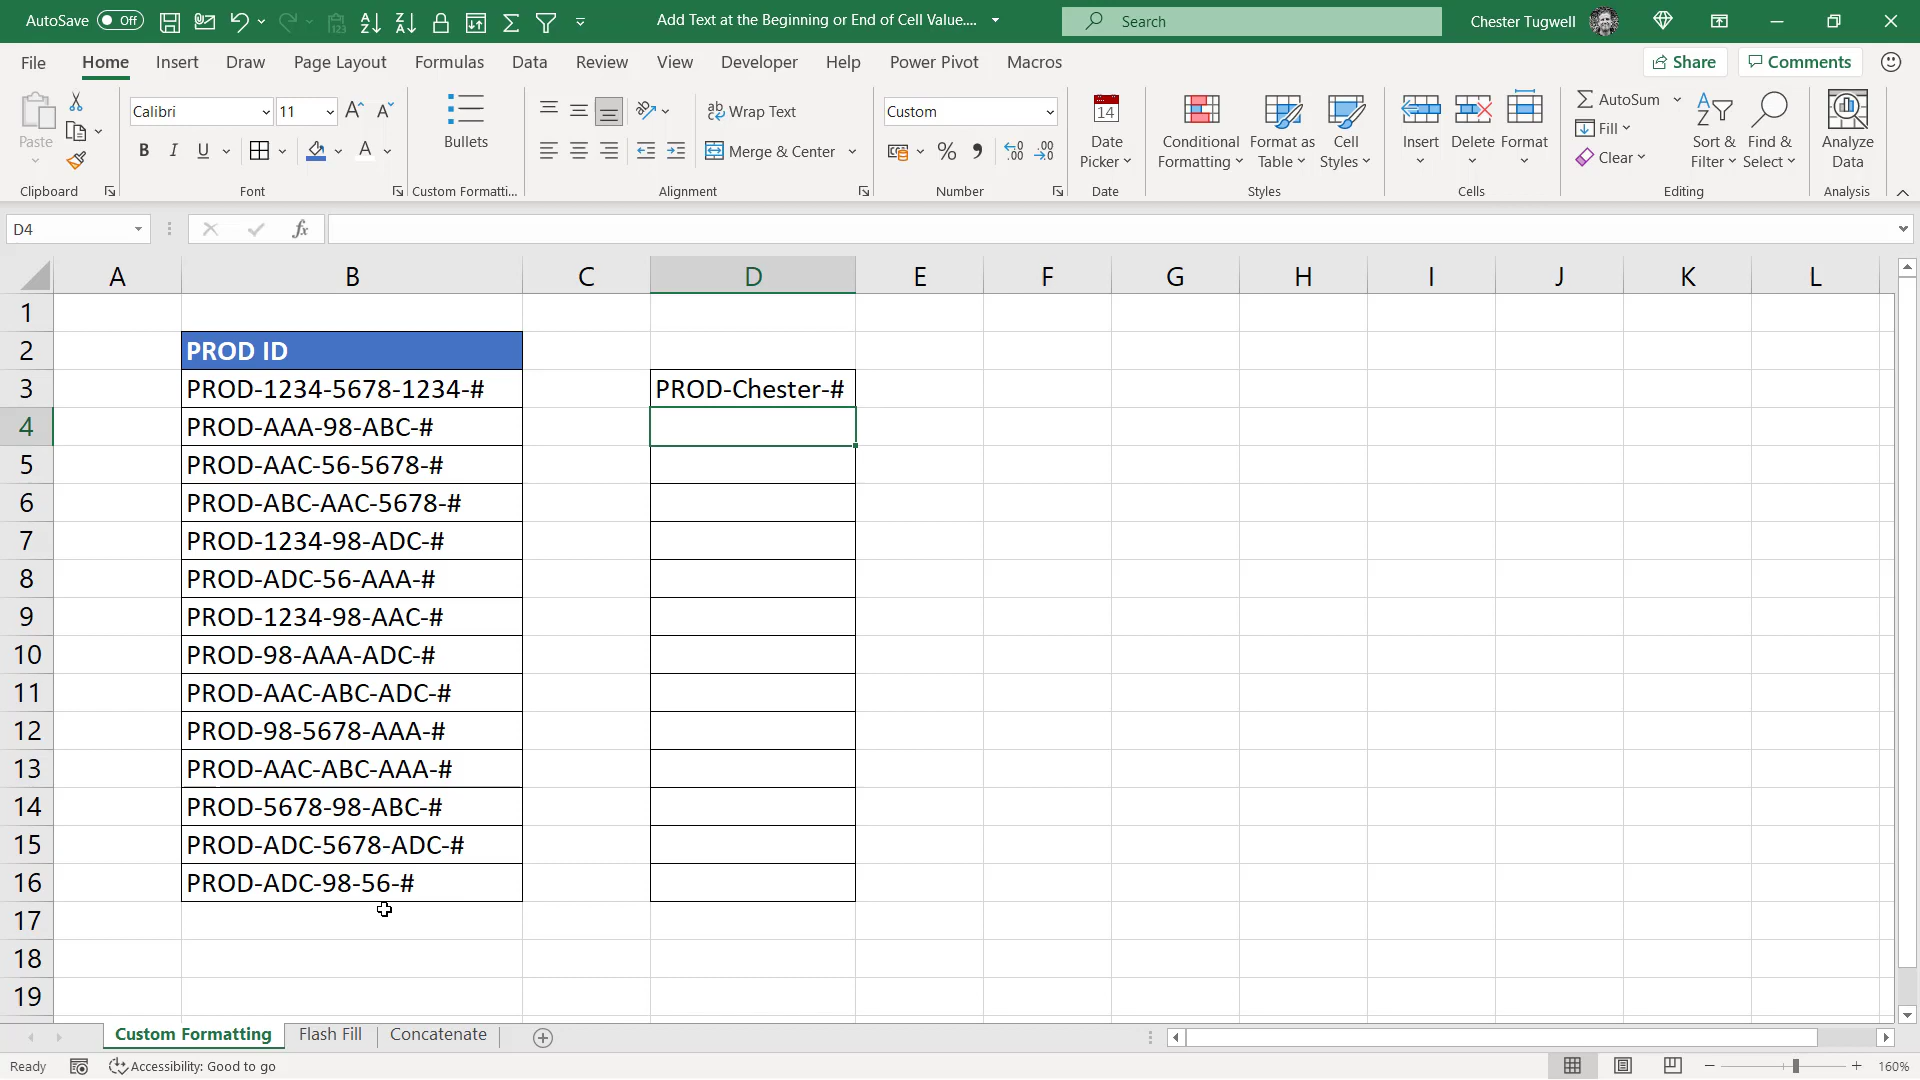 AutoSave Off Add Text at the Beginning or End of Cell Value.... Search Chester Tugwell
File Home Insert Draw Page Layout Formulas Data Review View Developer Help Power Pivot Macros Share Comments
Paste Calibri 11 Bullets Wrap Text Merge & Center Custom 14 Date Picker Conditional Formatting Format as Table Cell Styles Insert Delete Format AutoSum Fill Clear Sort & Filter Find & Select Analyze Data
Clipboard Font Custom Formatti... Alignment Number Date Styles Cells Editing Analysis
D4 fx
A B C D E F G H I J K L
1
2 PROD ID
3 PROD-1234-5678-1234-# PROD-Chester-#
4 PROD-AAA-98-ABC-#
5 PROD-AAC-56-5678-#
6 PROD-ABC-AAC-5678-#
7 PROD-1234-98-ADC-#
8 PROD-ADC-56-AAA-#
9 PROD-1234-98-AAC-#
10 PROD-98-AAA-ADC-#
11 PROD-AAC-ABC-ADC-#
12 PROD-98-5678-AAA-#
13 PROD-AAC-ABC-AAA-#
14 PROD-5678-98-ABC-#
15 PROD-ADC-5678-ADC-#
16 PROD-ADC-98-56-#
17
18
19
Custom Formatting Flash Fill Concatenate
Ready Accessibility: Good to go 160%